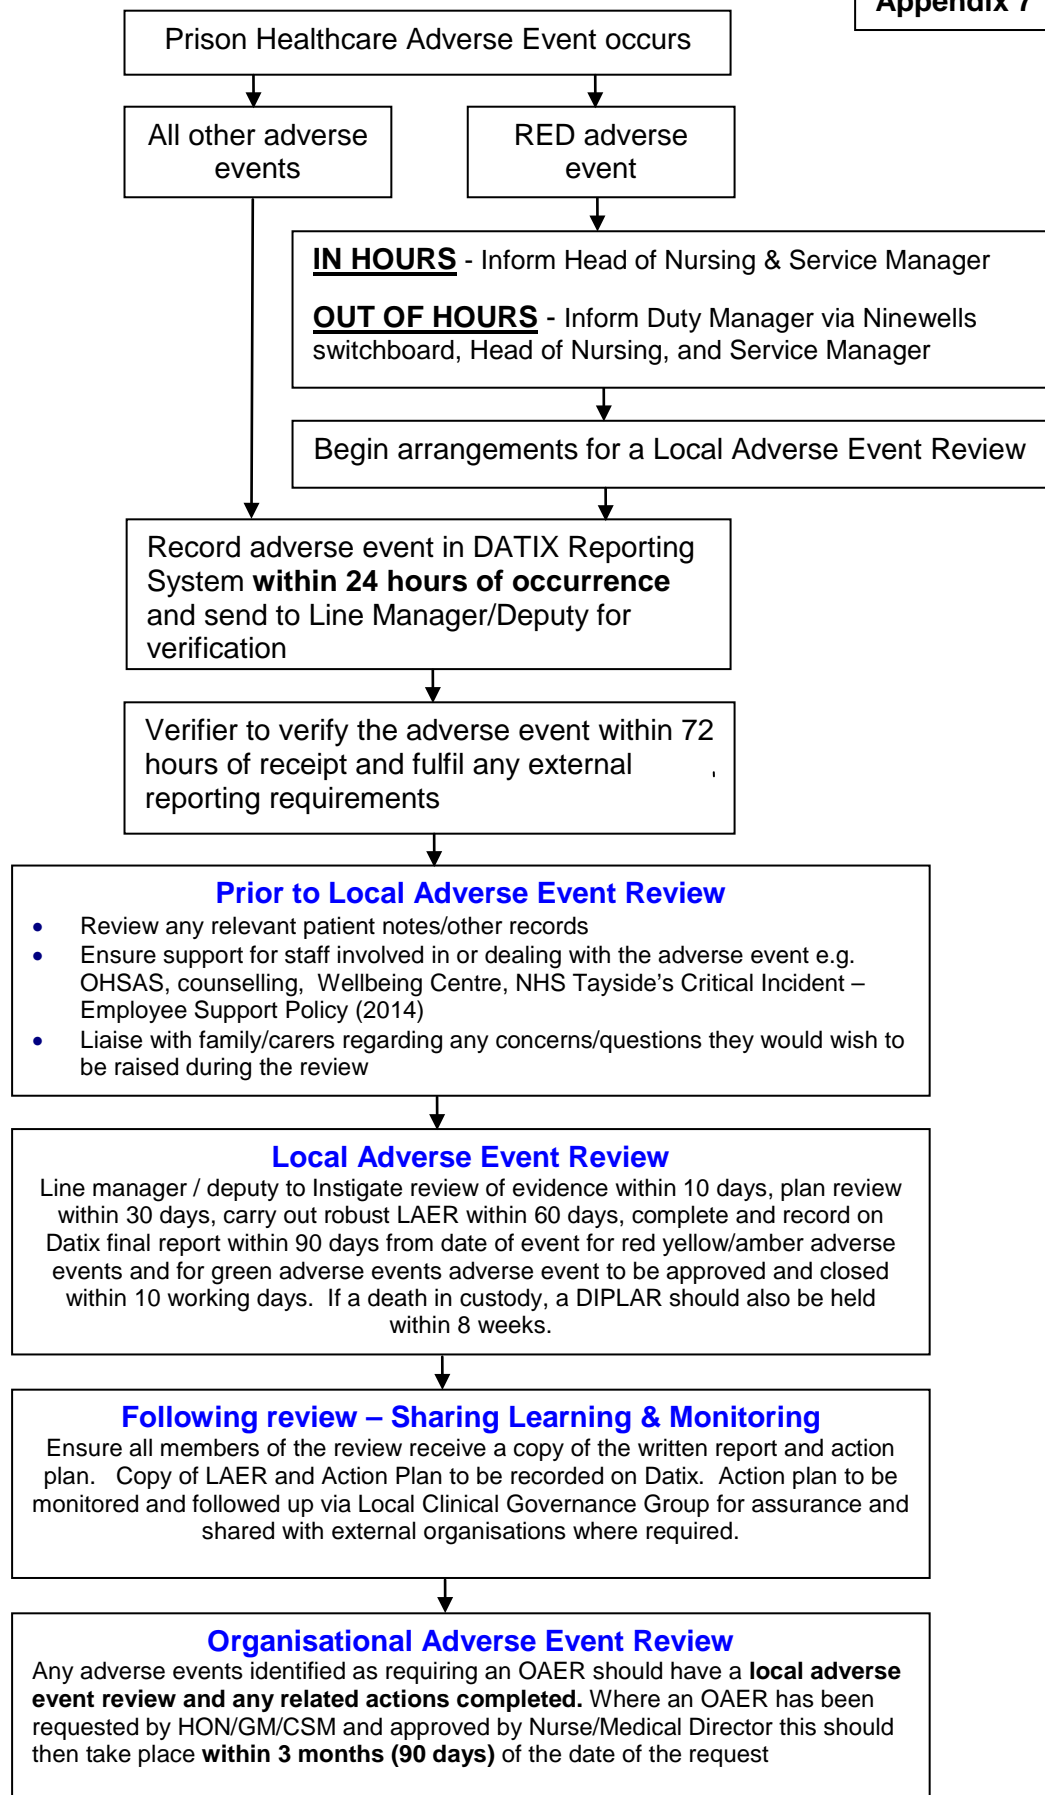 Appendix 7
Prison Healthcare Adverse Event occurs
All other adverse
events
RED adverse
event
IN HOURS - Inform Head of Nursing & Service Manager
OUT OF HOURS - Inform Duty Manager via Ninewells
switchboard, Head of Nursing, and Service Manager
Begin arrangements for a Local Adverse Event Review
Record adverse event in DATIX Reporting
System within 24 hours of occurrence
and send to Line Manager/Deputy for
verification
Verifier to verify the adverse event within 72
hours of receipt and fulfil any external
reporting requirements
Prior to Local Adverse Event Review
• Review any relevant patient notes/other records
• Ensure support for staff involved in or dealing with the adverse event e.g.
OHSAS, counselling, Wellbeing Centre, NHS Tayside’s Critical Incident –
Employee Support Policy (2014)
• Liaise with family/carers regarding any concerns/questions they would wish to
be raised during the review
Local Adverse Event Review
Line manager / deputy to Instigate review of evidence within 10 days, plan review
within 30 days, carry out robust LAER within 60 days, complete and record on
Datix final report within 90 days from date of event for red yellow/amber adverse
events and for green adverse events adverse event to be approved and closed
within 10 working days. If a death in custody, a DIPLAR should also be held
within 8 weeks.
Following review – Sharing Learning & Monitoring
Ensure all members of the review receive a copy of the written report and action
plan. Copy of LAER and Action Plan to be recorded on Datix. Action plan to be
monitored and followed up via Local Clinical Governance Group for assurance and
shared with external organisations where required.
Organisational Adverse Event Review
Any adverse events identified as requiring an OAER should have a local adverse
event review and any related actions completed. Where an OAER has been
requested by HON/GM/CSM and approved by Nurse/Medical Director this should
then take place within 3 months (90 days) of the date of the request